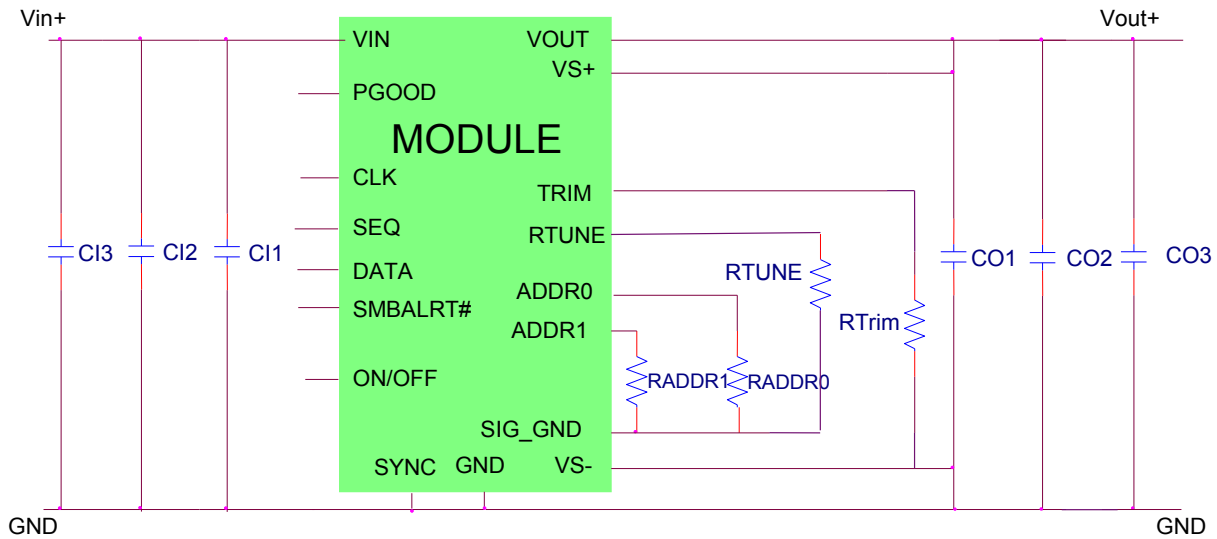 Vin+
Vout+
VIN
VOUT
VS+
PGOOD
MODULE
CLK
TRIM
SEQ
RTUNE
CI3
CI2
CI1
CO1
CO2
CO3
DATA
RTUNE
ADDR0
SMBALRT#
RTrim
ADDR1
ON/OFF
RADDR1
RADDR0
SIG_GND
SYNC
GND
VS-
GND
GND